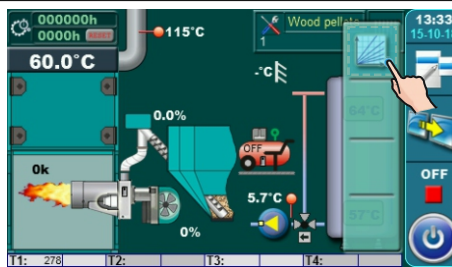 000000h
0000h RESET
115°C
Wood pellets
1
13:33
15-10-18
60.0°C
-°C
64°C
0.0%
OFF
0k
5.7°C
57°C
OFF
0%
T1: 278 T2: T3: T4: